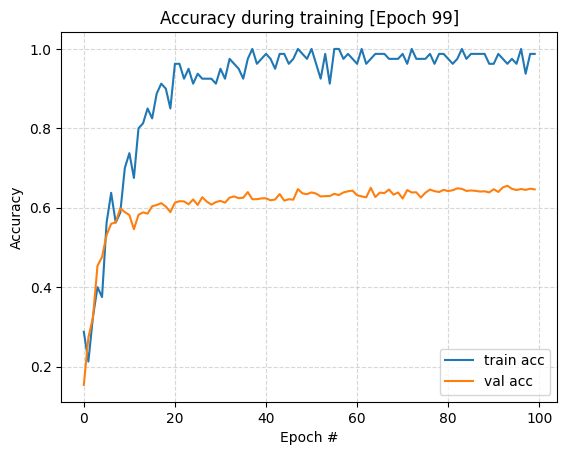 Accuracy during training [Epoch 99]
1.0
0.8
0.6
0.4
0.2
Accuracy
0 20 40 60 80 100
Epoch #
train acc
val acc